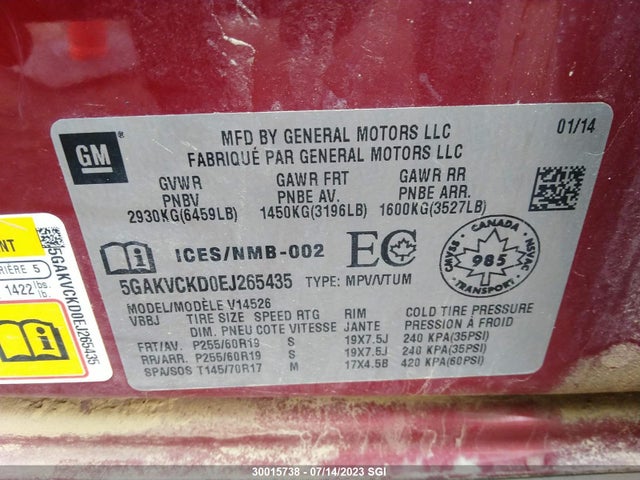 GM
MFD BY GENERAL MOTORS LLC
FABRIQUÉ PAR GENERAL MOTORS LLC
01/14
GVWR GAWR FRT GAWR RR
PNBV PNBE AV. PNBE ARR.
2930KG(6459LB) 1450KG(3196LB) 1600KG(3527LB)
ICES/NMB-002 EC
CANADA
CMVSS NSVAC
985
TRANSPORT
5GAKVCKD0EJ265435 TYPE: MPV/VTUM
MODEL/MODÈLE V14526
VBBJ TIRE SIZE SPEED RTG RIM COLD TIRE PRESSURE
DIM. PNEU COTE VITESSE JANTE PRESSION À FROID
FRT/AV. P255/60R19 S 19X7.5J 240 KPA(35PSI)
RR/ARR. P255/60R19 S 19X7.5J 240 KPA(35PSI)
SPA/SOS T145/70R17 M 17X4.5B 420 KPA(60PSI)
5GAKVCKD0EJ265435
1422 lbs.
30015738 - 07/14/2023 SGI